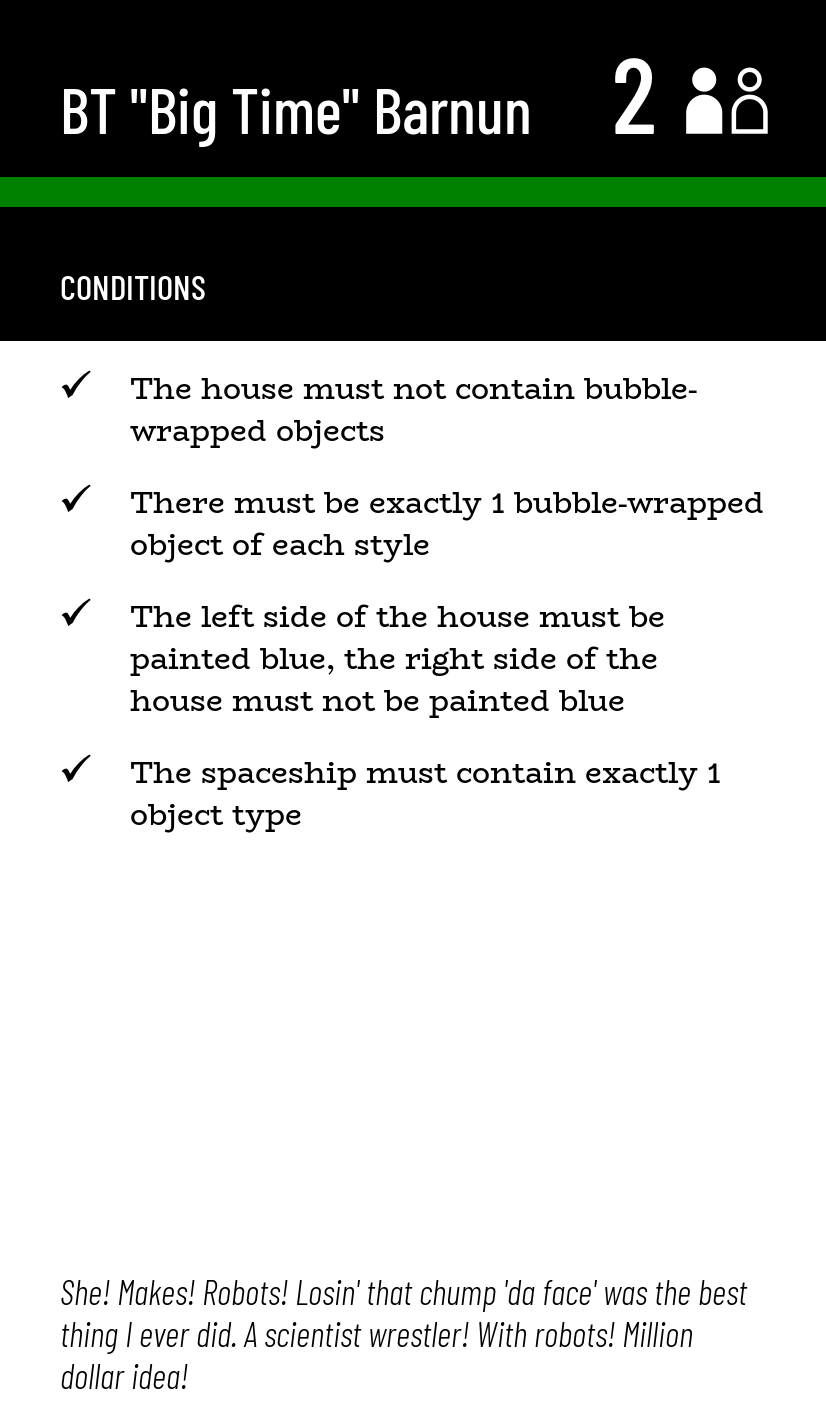 BT "Big Time" Barnun 2
CONDITIONS
✓ The house must not contain bubble-
wrapped objects
✓ There must be exactly 1 bubble-wrapped
object of each style
✓ The left side of the house must be
painted blue, the right side of the
house must not be painted blue
✓ The spaceship must contain exactly 1
object type
She! Makes! Robots! Losin' that chump 'da face' was the best
thing I ever did. A scientist wrestler! With robots! Million
dollar idea!